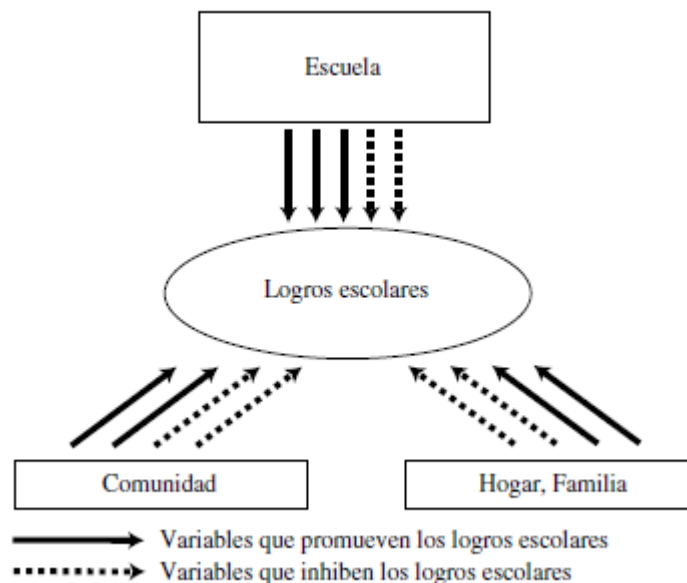 Escuela
Logros escolares
Comunidad
Hogar, Familia
Variables que promueven los logros escolares
Variables que inhiben los logros escolares